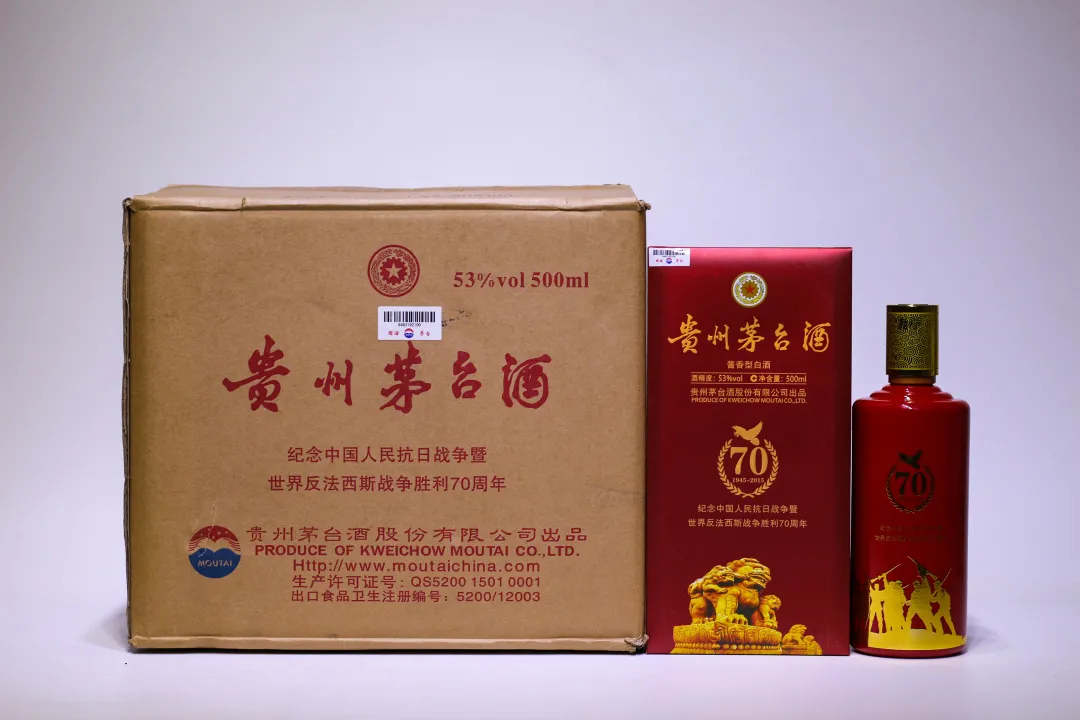 53%vol 500ml
贵州茅台酒
纪念中国人民抗日战争暨
世界反法西斯战争胜利70周年
MOUTAI
贵州茅台酒股份有限公司出品
PRODUCE OF KWEICHOW MOUTAI CO.,LTD.
Http://www.moutaichina.com
生产许可证号：QS5200 1501 0001
出口食品卫生注册编号：5200/12003
贵州茅台酒
酱香型白酒
酒精度：53%vol 净含量：500ml
贵州茅台酒股份有限公司出品
PRODUCE OF KWEICHOW MOUTAI CO.,LTD.
70
1945-2015
纪念中国人民抗日战争暨
世界反法西斯战争胜利70周年
70